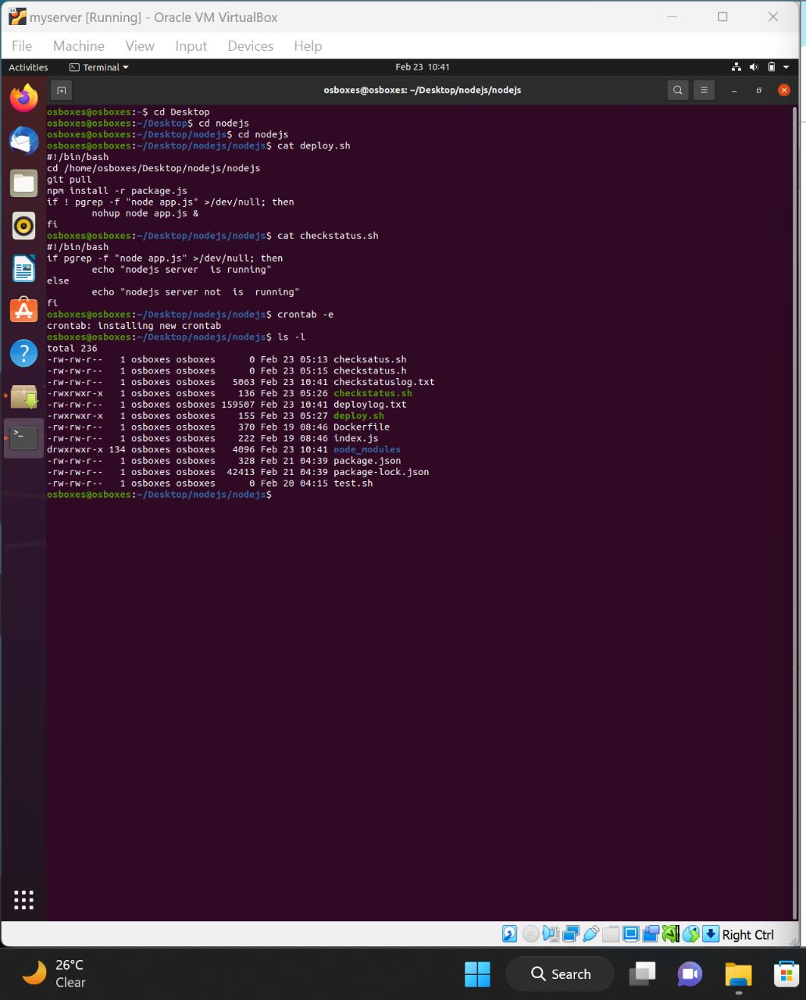 myserver [Running] - Oracle VM VirtualBox
File Machine View Input Devices Help
Activities Terminal Feb 23 10:41
osboxes@osboxes: ~/Desktop/nodejs/nodejs
osboxes@osboxes:~$ cd Desktop
osboxes@osboxes:~/Desktop$ cd nodejs
osboxes@osboxes:~/Desktop/nodejs$ cd nodejs
osboxes@osboxes:~/Desktop/nodejs/nodejs$ cat deploy.sh
#!/bin/bash
cd /home/osboxes/Desktop/nodejs/nodejs
git pull
npm install -r package.js
if ! pgrep -f "node app.js" >/dev/null; then
        nohup node app.js &
fi
osboxes@osboxes:~/Desktop/nodejs/nodejs$ cat checkstatus.sh
#!/bin/bash
if pgrep -f "node app.js" >/dev/null; then
        echo "nodejs server  is running"
else
        echo "nodejs server not  is  running"
fi
osboxes@osboxes:~/Desktop/nodejs/nodejs$ crontab -e
crontab: installing new crontab
osboxes@osboxes:~/Desktop/nodejs/nodejs$ ls -l
total 236
-rw-rw-r--   1 osboxes osboxes      0 Feb 23 05:13 checksatus.sh
-rw-rw-r--   1 osboxes osboxes      0 Feb 23 05:15 checkstatus.h
-rw-rw-r--   1 osboxes osboxes   5063 Feb 23 10:41 checkstatuslog.txt
-rwxrwxr-x   1 osboxes osboxes    136 Feb 23 05:26 checkstatus.sh
-rw-rw-r--   1 osboxes osboxes 159507 Feb 23 10:41 deploylog.txt
-rwxrwxr-x   1 osboxes osboxes    155 Feb 23 05:27 deploy.sh
-rw-rw-r--   1 osboxes osboxes    370 Feb 19 08:46 Dockerfile
-rw-rw-r--   1 osboxes osboxes    222 Feb 19 08:46 index.js
drwxrwxr-x 134 osboxes osboxes   4096 Feb 23 10:41 node_modules
-rw-rw-r--   1 osboxes osboxes    328 Feb 21 04:39 package.json
-rw-rw-r--   1 osboxes osboxes  42413 Feb 21 04:39 package-lock.json
-rw-rw-r--   1 osboxes osboxes      0 Feb 20 04:15 test.sh
osboxes@osboxes:~/Desktop/nodejs/nodejs$
Right Ctrl
26°C
Clear
Search